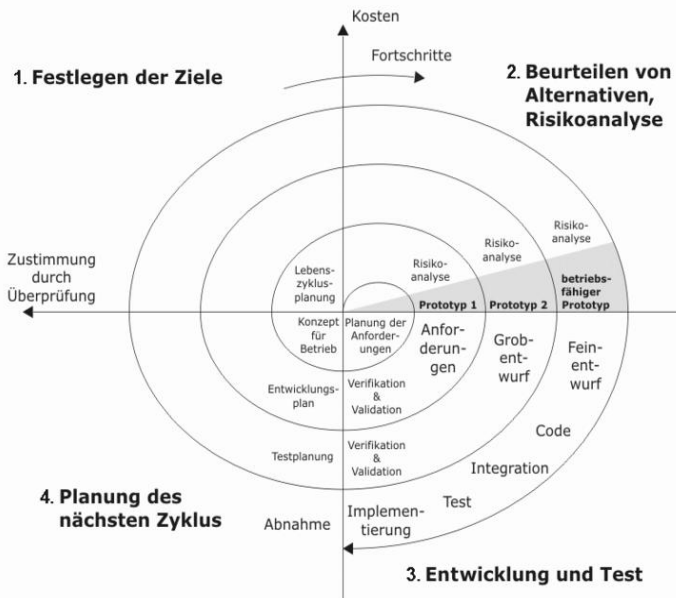 Kosten
Fortschritte
1. Festlegen der Ziele
2. Beurteilen von
Alternativen,
Risikoanalyse
Zustimmung
durch
Überprüfung
Lebens-
zyklus-
planung
Risiko-
analyse
Risiko-
analyse
Risiko-
analyse
Prototyp 1
Prototyp 2
betriebs-
fähiger
Prototyp
Konzept
für
Betrieb
Planung der
Anforder-
ungen
Anfor-
derun-
gen
Grob-
ent-
wurf
Fein-
ent-
wurf
Entwicklungs-
plan
Verifikation
&
Validation
Code
Testplanung
Verifikation
&
Validation
Integration
Test
4. Planung des
nächsten Zyklus
Abnahme
Implemen-
tierung
3. Entwicklung und Test